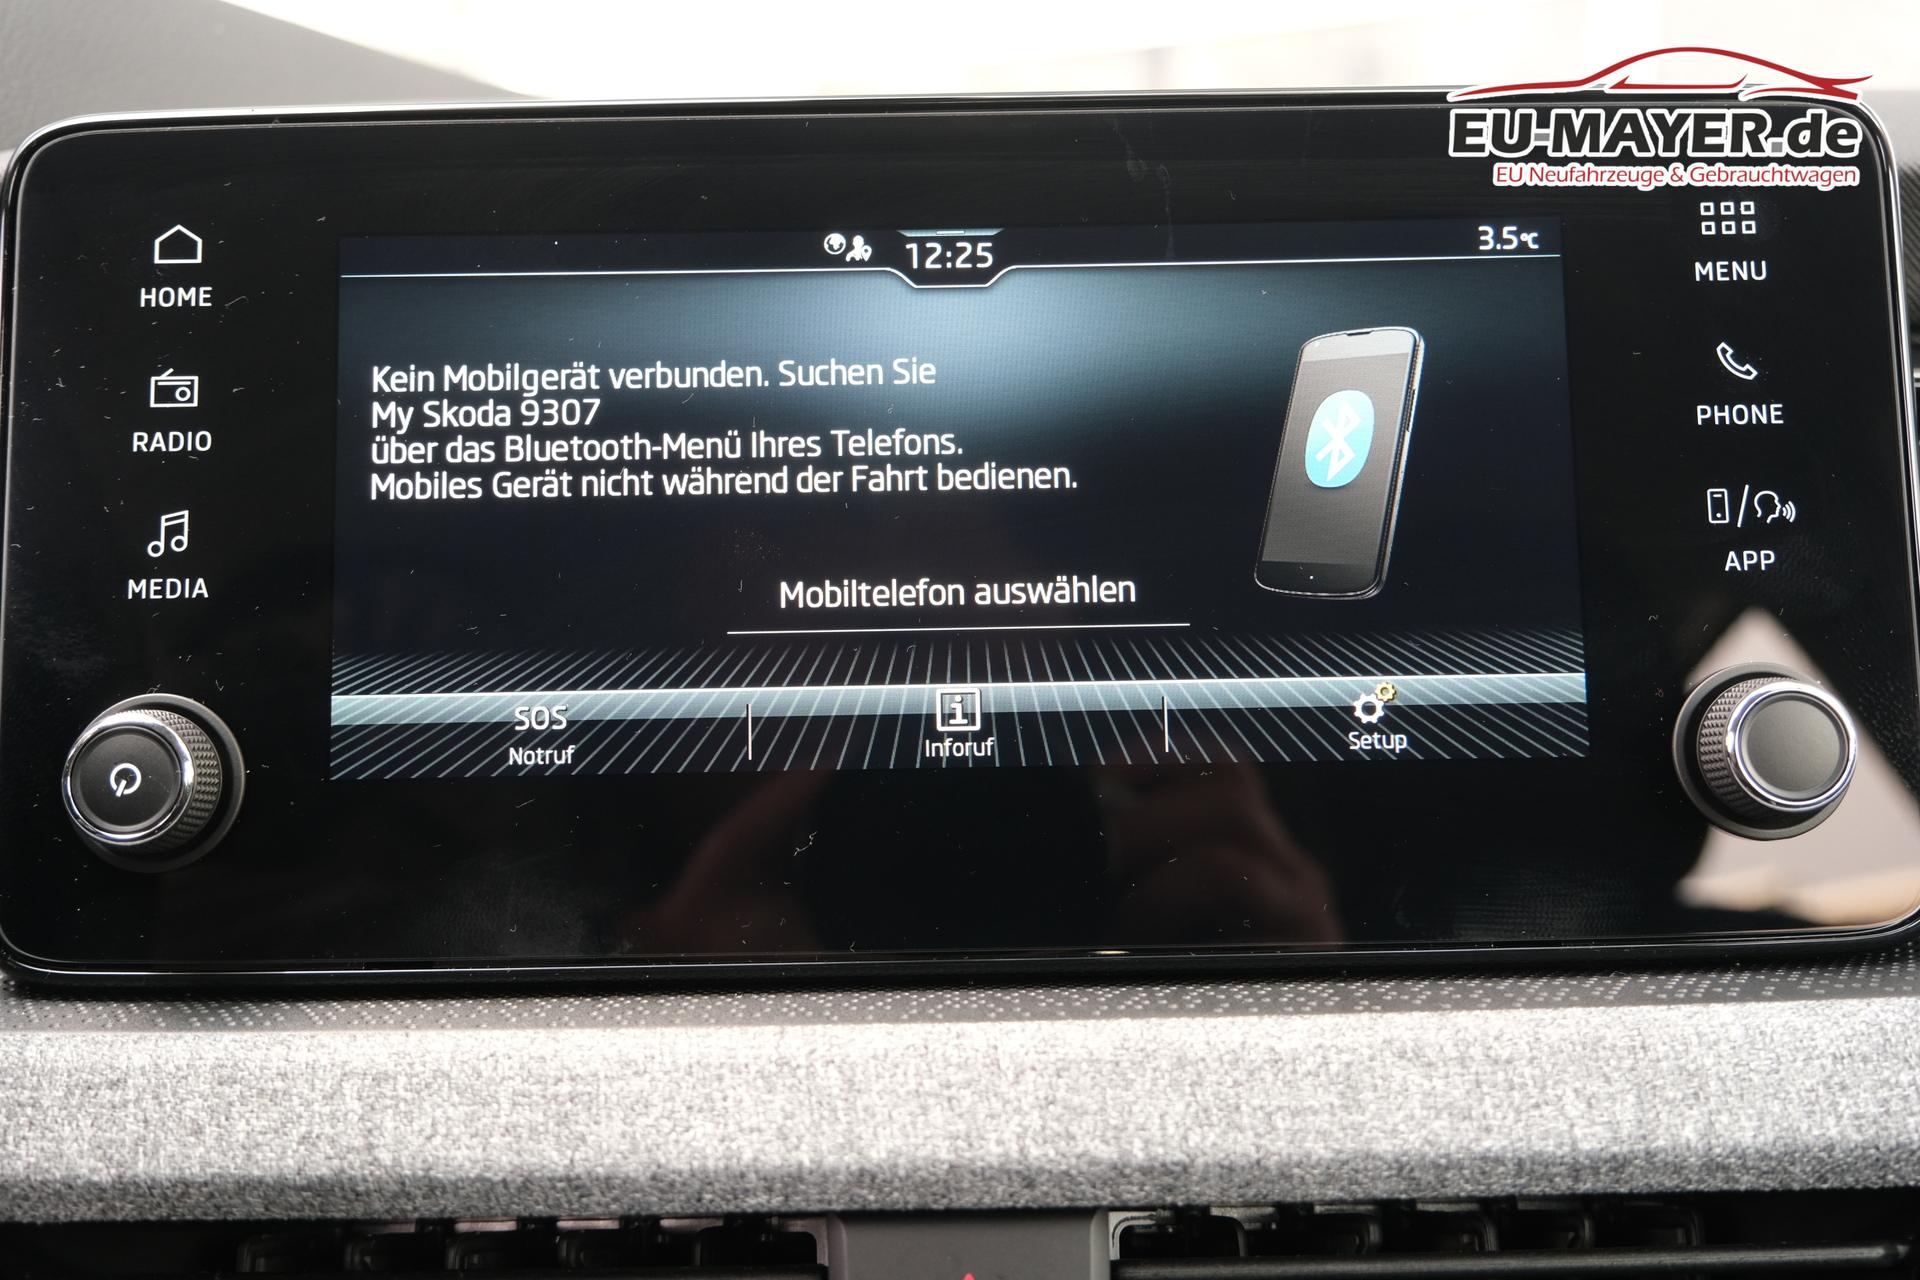 EU-MAYER.de
EU Neufahrzeuge & Gebrauchtwagen
12:25
3.5°C
HOME
RADIO
MEDIA
MENU
PHONE
APP
Kein Mobilgerät verbunden. Suchen Sie
My Skoda 9307
über das Bluetooth-Menü Ihres Telefons.
Mobiles Gerät nicht während der Fahrt bedienen.
Mobiltelefon auswählen
SOS
Notruf
Inforuf
Setup